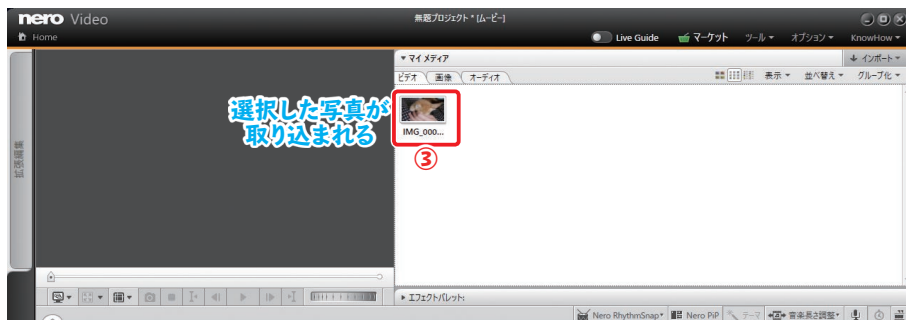 nero Video
無題プロジェクト * [ムービー]
Home
Live Guide
マーケット
ツール
オプション
KnowHow
マイ メディア
インポート
ビデオ
画像
オーディオ
表示
並べ替え
グループ化
選択した写真が
取り込まれる
IMG_000...
③
拡張編集
エフェクトパレット:
Nero RhythmSnap
Nero PiP
テーマ
音楽長さ調整